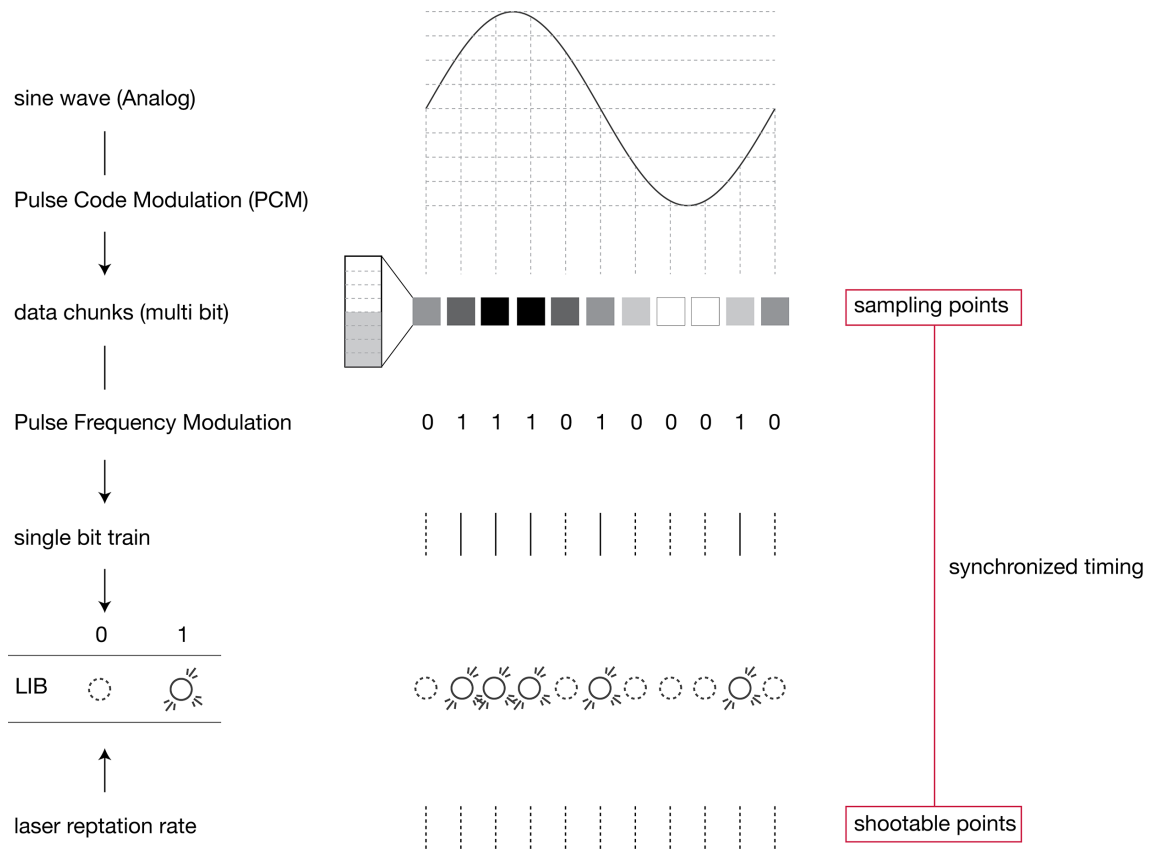 sine wave (Analog)
Pulse Code Modulation (PCM)
data chunks (multi bit)
sampling points
Pulse Frequency Modulation
0 1 1 1 0 1 0 0 0 1 0
single bit train
synchronized timing
0 1
LIB
laser reptation rate
shootable points